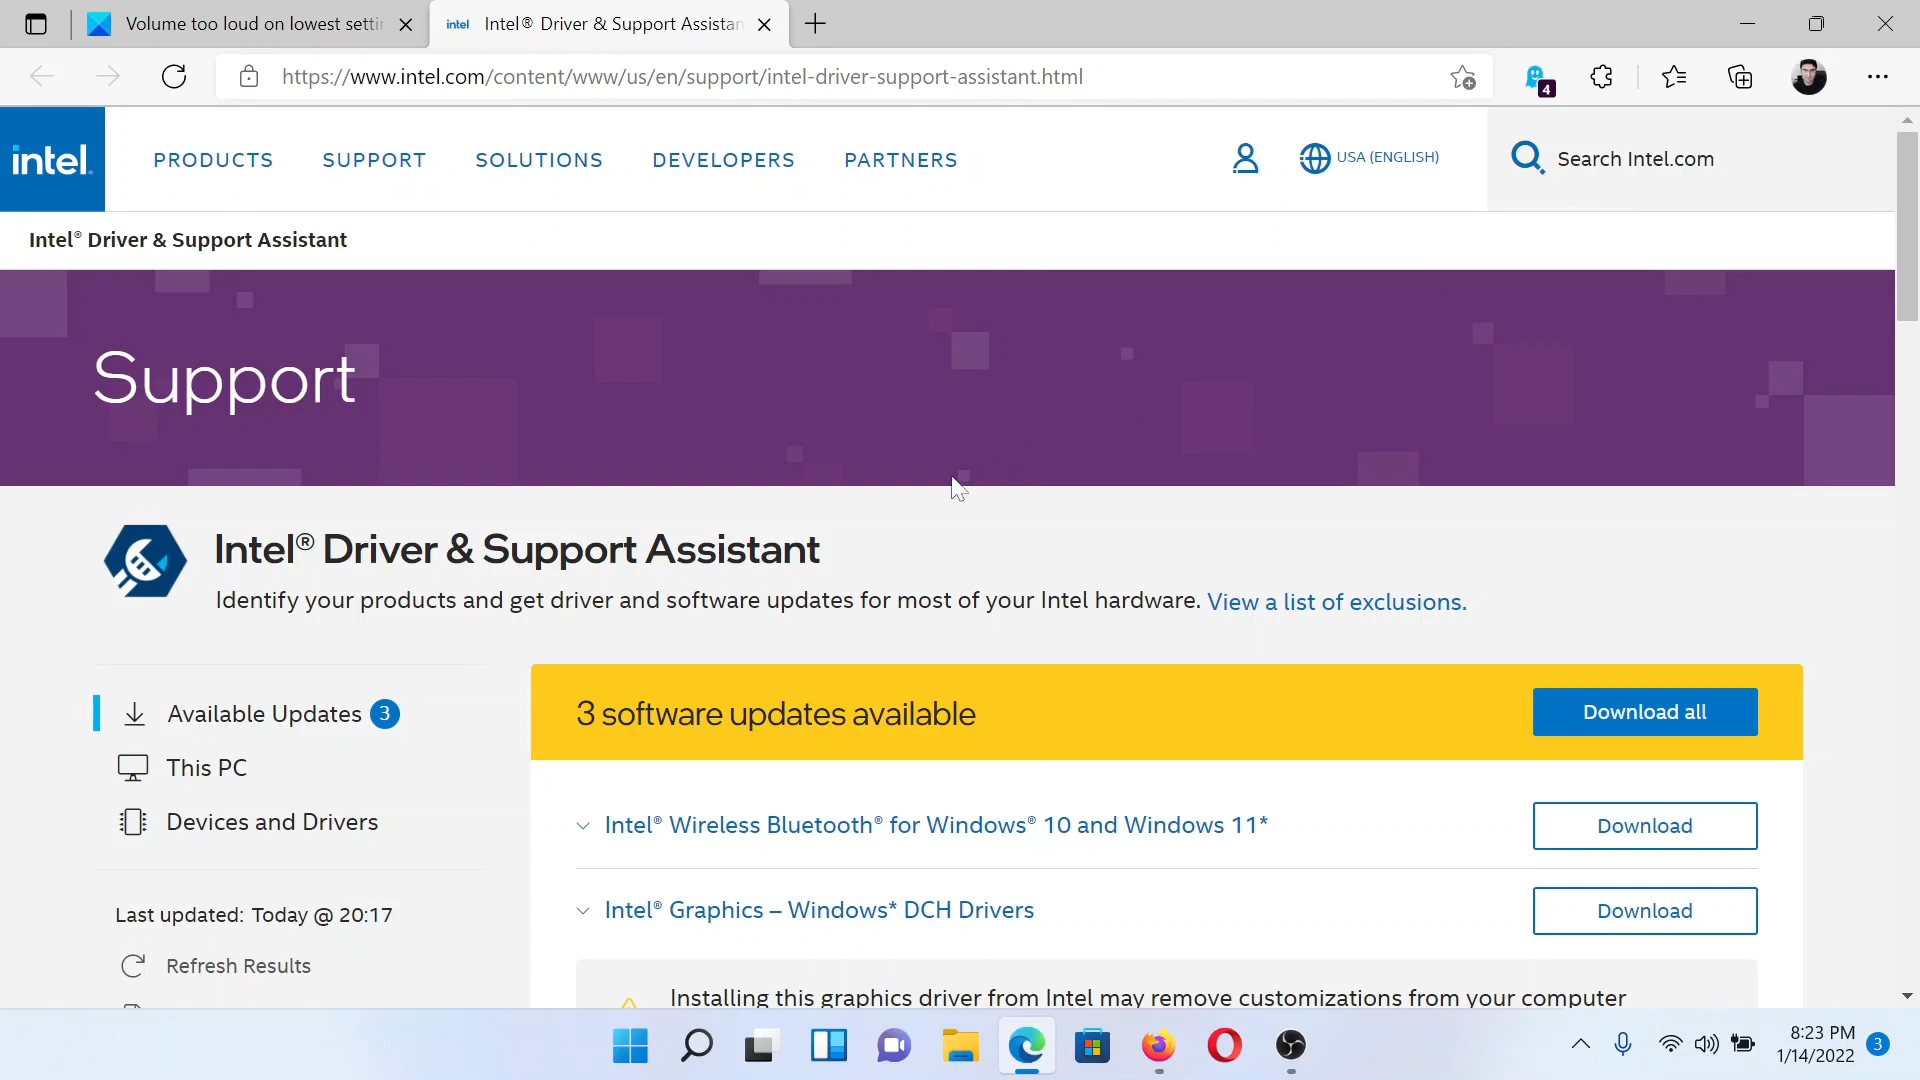 Volume too loud on lowest setti
intel Intel® Driver & Support Assistan
https://www.intel.com/content/www/us/en/support/intel-driver-support-assistant.html
4
intel.
PRODUCTS SUPPORT SOLUTIONS DEVELOPERS PARTNERS
USA (ENGLISH)
Search Intel.com
Intel® Driver & Support Assistant
Support
Intel® Driver & Support Assistant
Identify your products and get driver and software updates for most of your Intel hardware. View a list of exclusions.
Available Updates 3
This PC
Devices and Drivers
Last updated: Today @ 20:17
Refresh Results
3 software updates available
Download all
Intel® Wireless Bluetooth® for Windows® 10 and Windows 11*
Download
Intel® Graphics – Windows* DCH Drivers
Download
Installing this graphics driver from Intel may remove customizations from your computer
8:23 PM
1/14/2022
3